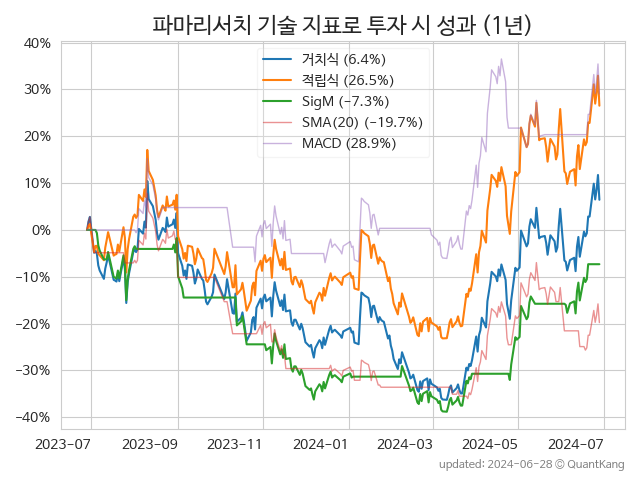 파마리서치 기술 지표로 투자 시 성과 (1년)
40%
30%
20%
10%
0%
−10%
−20%
−30%
−40%
거치식 (6.4%)
적립식 (26.5%)
SigM (−7.3%)
SMA(20) (−19.7%)
MACD (28.9%)
2023-07 2023-09 2023-11 2024-01 2024-03 2024-05 2024-07
updated: 2024-06-28 ⓒ QuantKang